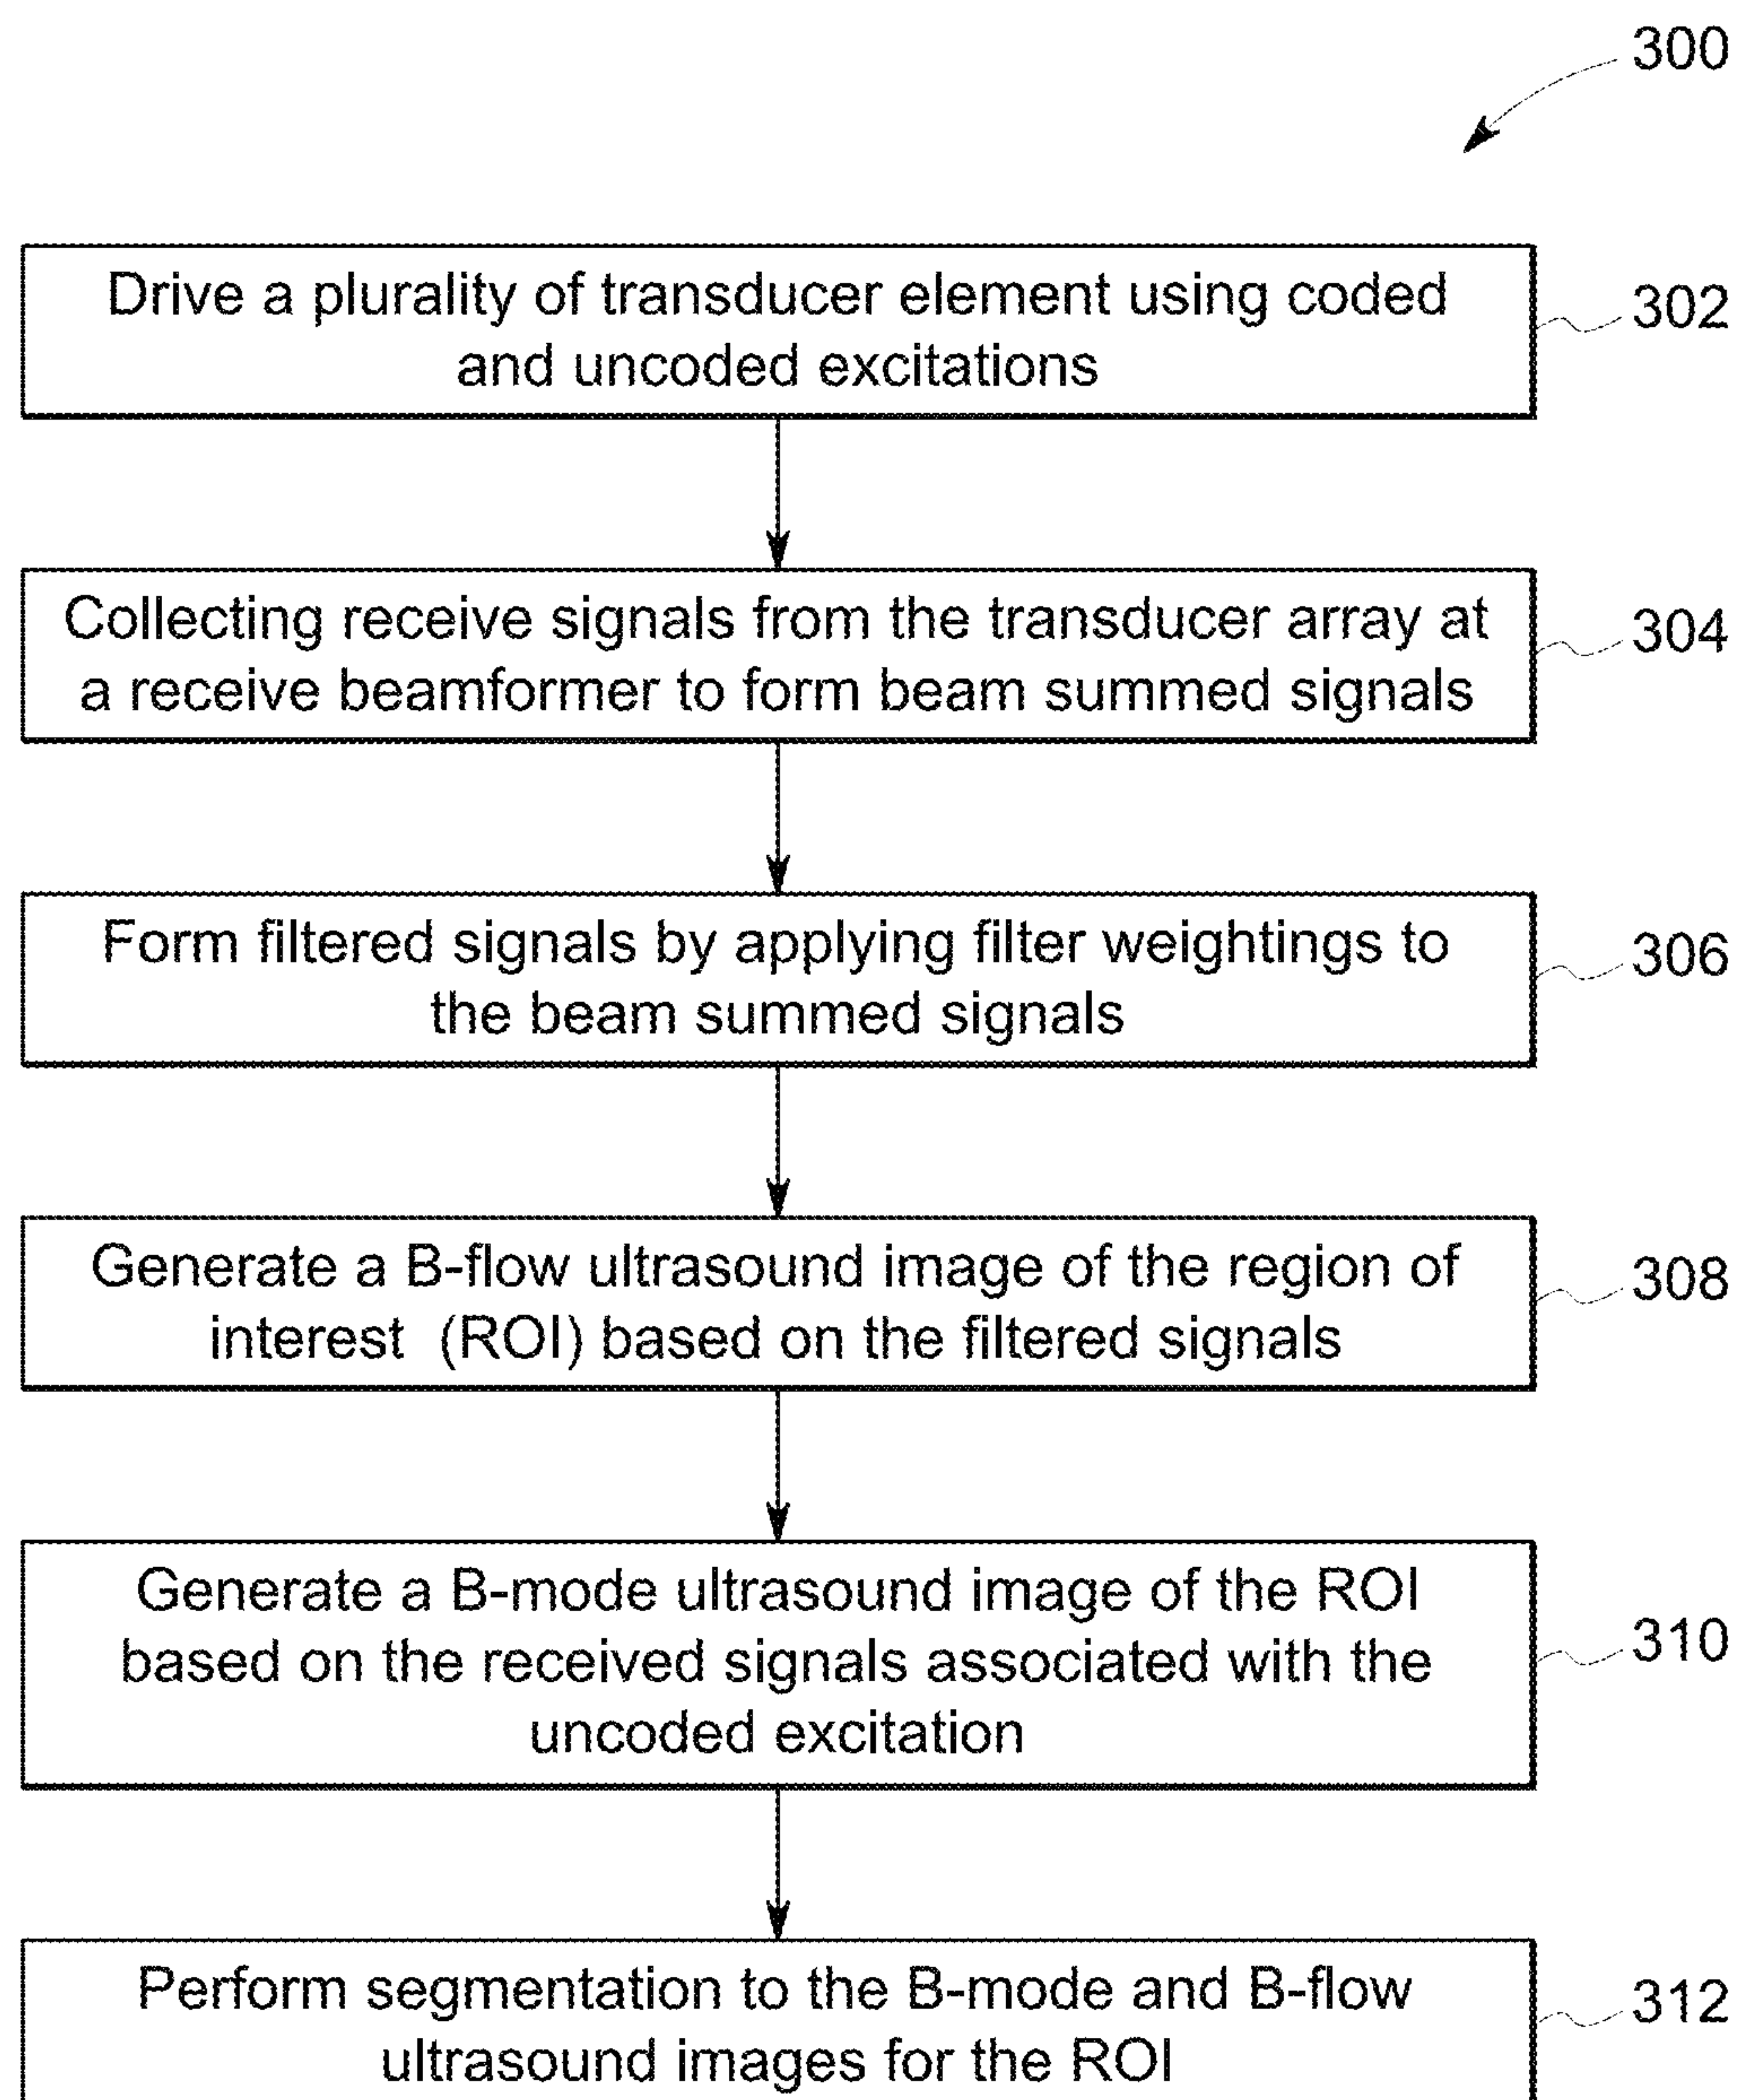 300
Drive a plurality of transducer element using coded
and uncoded excitations
302
Collecting receive signals from the transducer array at
a receive beamformer to form beam summed signals
304
Form filtered signals by applying filter weightings to
the beam summed signals
306
Generate a B-flow ultrasound image of the region of
interest (ROI) based on the filtered signals
308
Generate a B-mode ultrasound image of the ROI
based on the received signals associated with the
uncoded excitation
310
Perform segmentation to the B-mode and B-flow
ultrasound images for the ROI
312